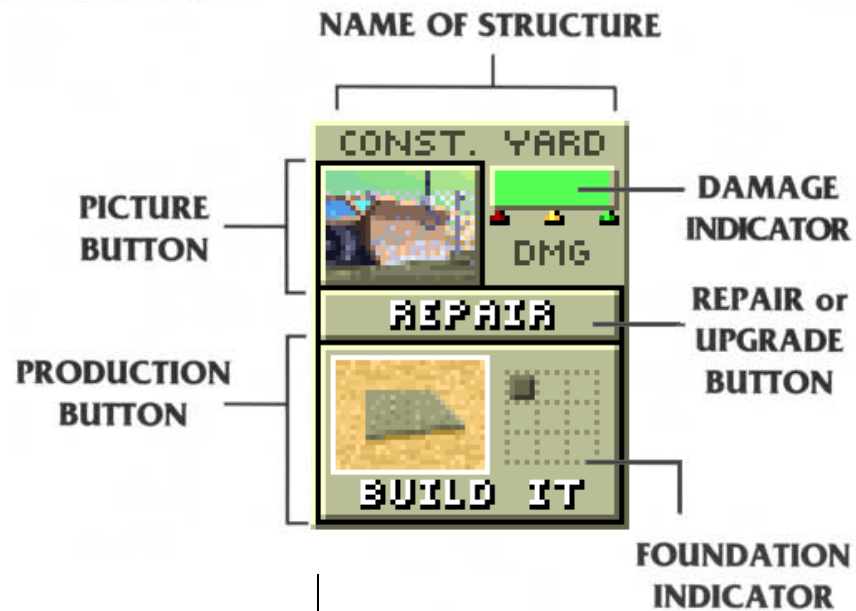 NAME OF STRUCTURE
CONST. YARD
PICTURE
BUTTON
DAMAGE
INDICATOR
DMG
REPAIR
REPAIR or
UPGRADE
BUTTON
PRODUCTION
BUTTON
BUILD IT
FOUNDATION
INDICATOR